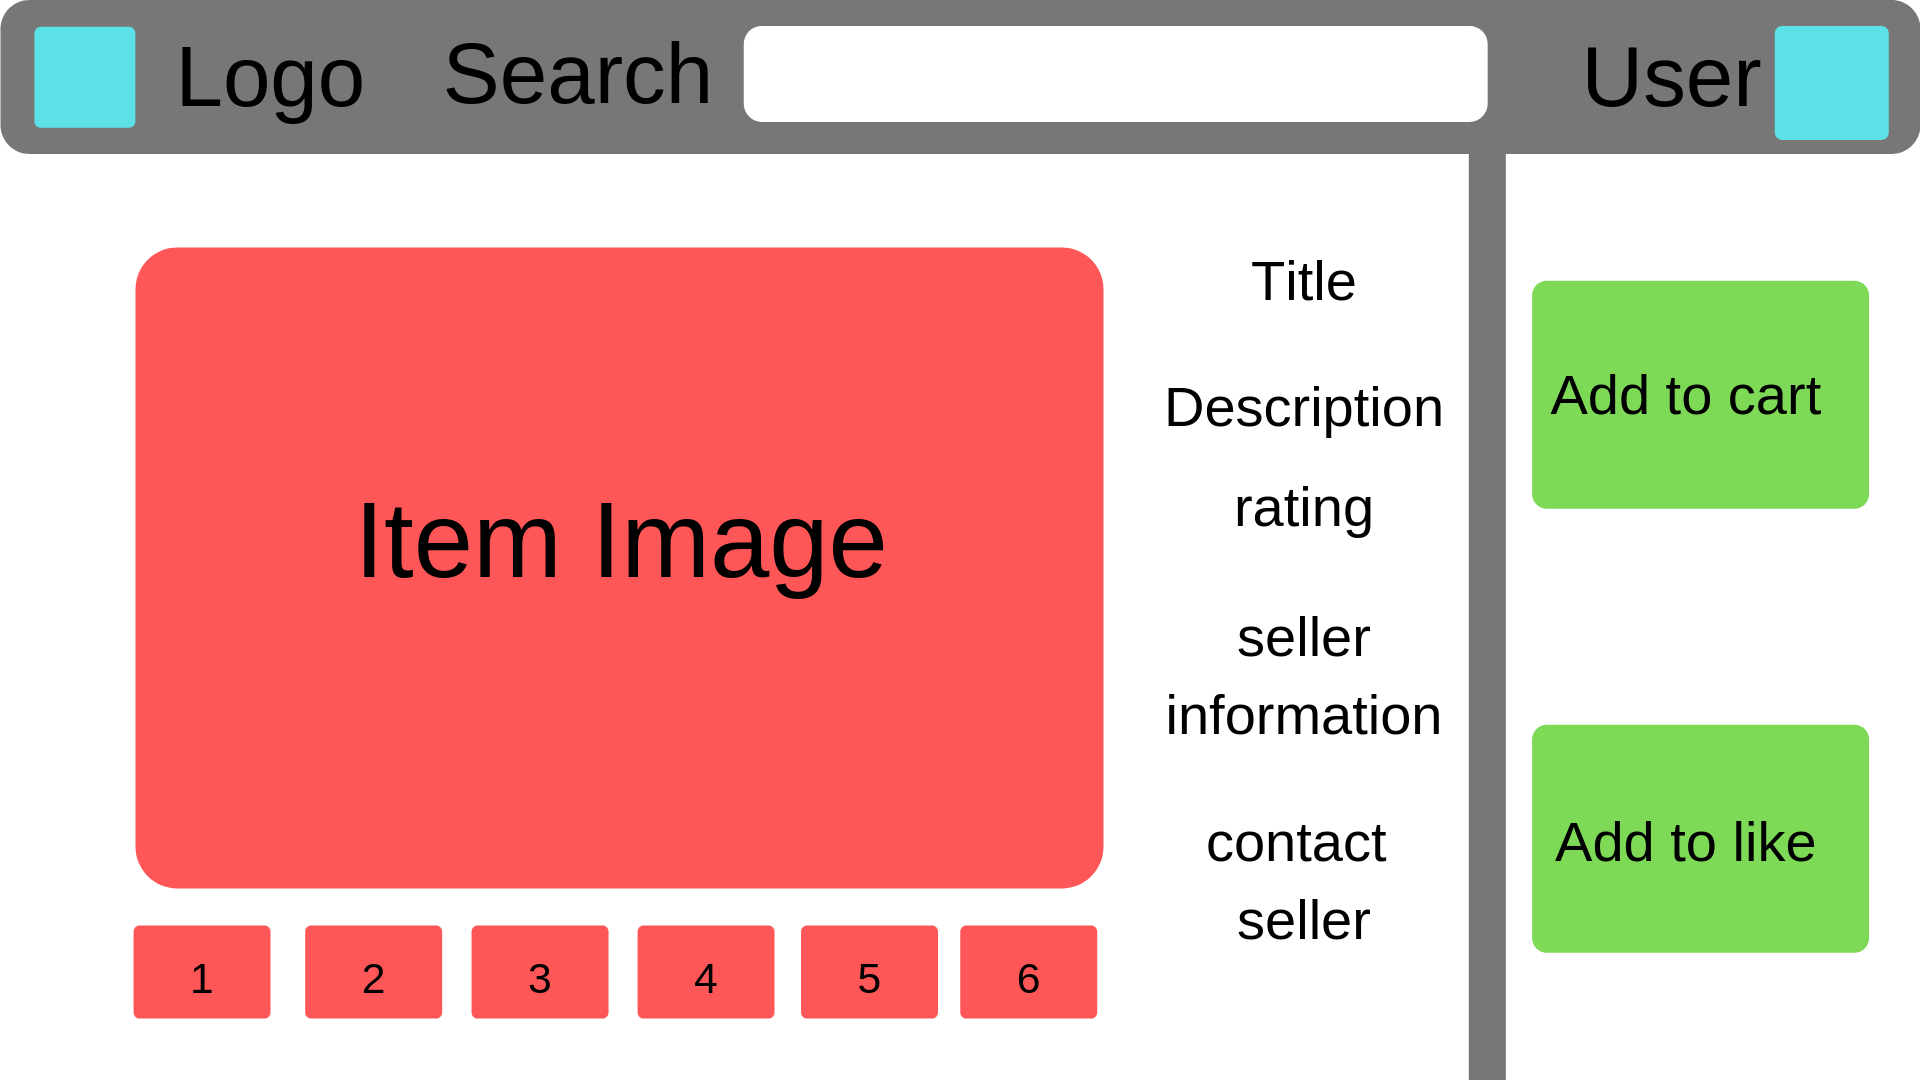 Logo
Search
User
Item Image
1
2
3
4
5
6
Title
Description
rating
seller
information
contact
seller
Add to cart
Add to like